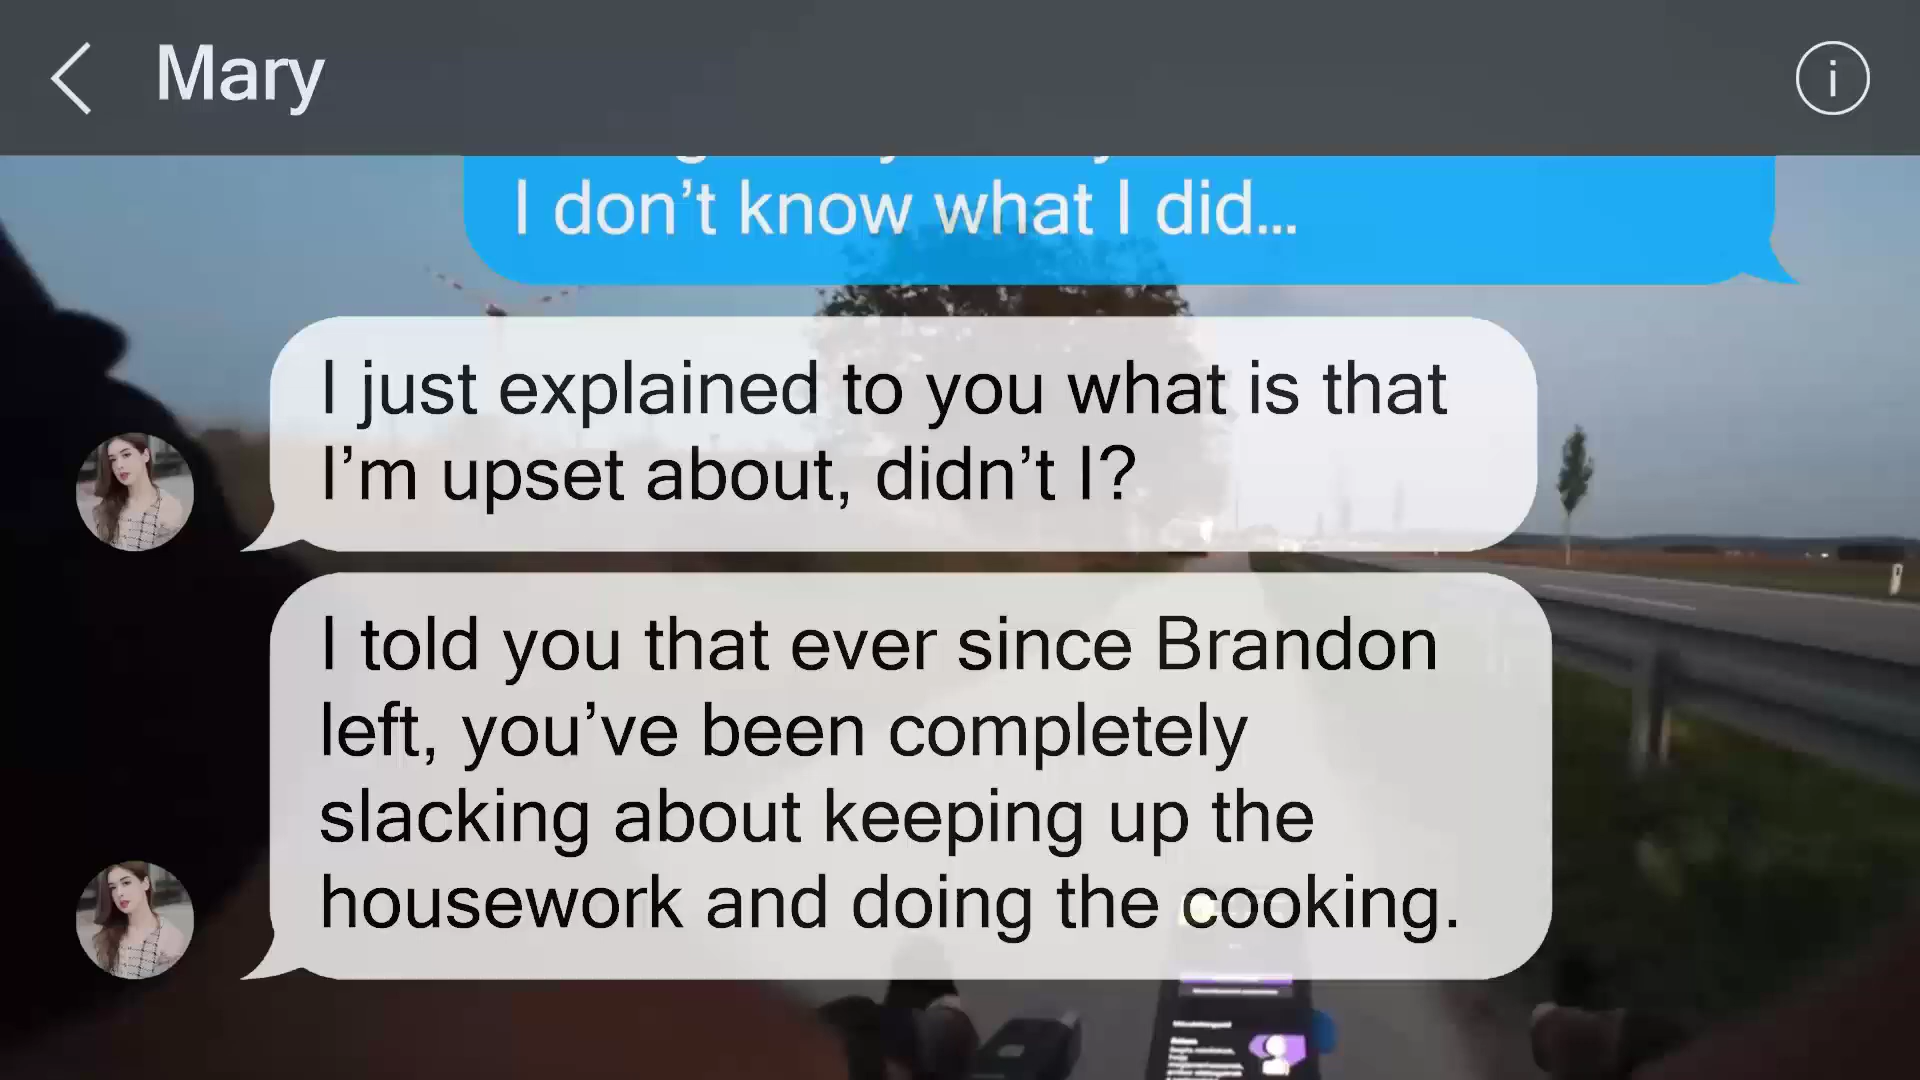 Mary
I don’t know what I did...
I just explained to you what is that
I’m upset about, didn’t I?
I told you that ever since Brandon
left, you’ve been completely
slacking about keeping up the
housework and doing the cooking.